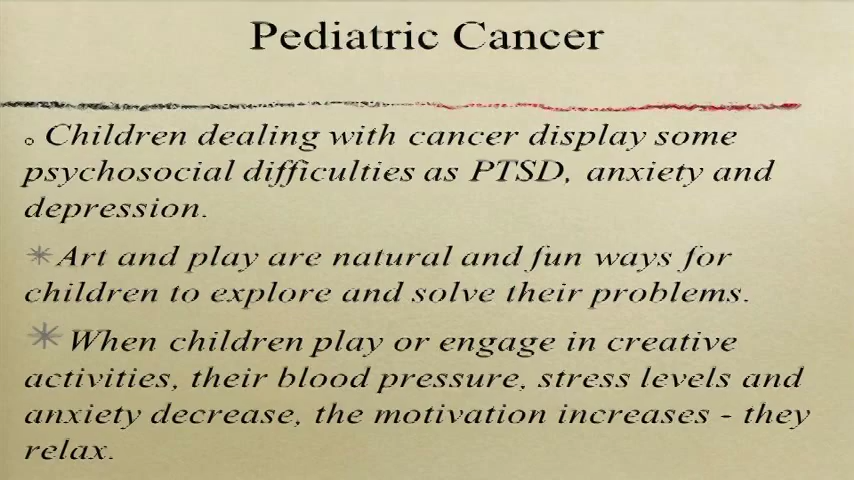 Pediatric Cancer
Children dealing with cancer display some
psychosocial difficulties as PTSD, anxiety and
depression.
Art and play are natural and fun ways for
children to explore and solve their problems.
When children play or engage in creative
activities, their blood pressure, stress levels and
anxiety decrease, the motivation increases - they
relax.